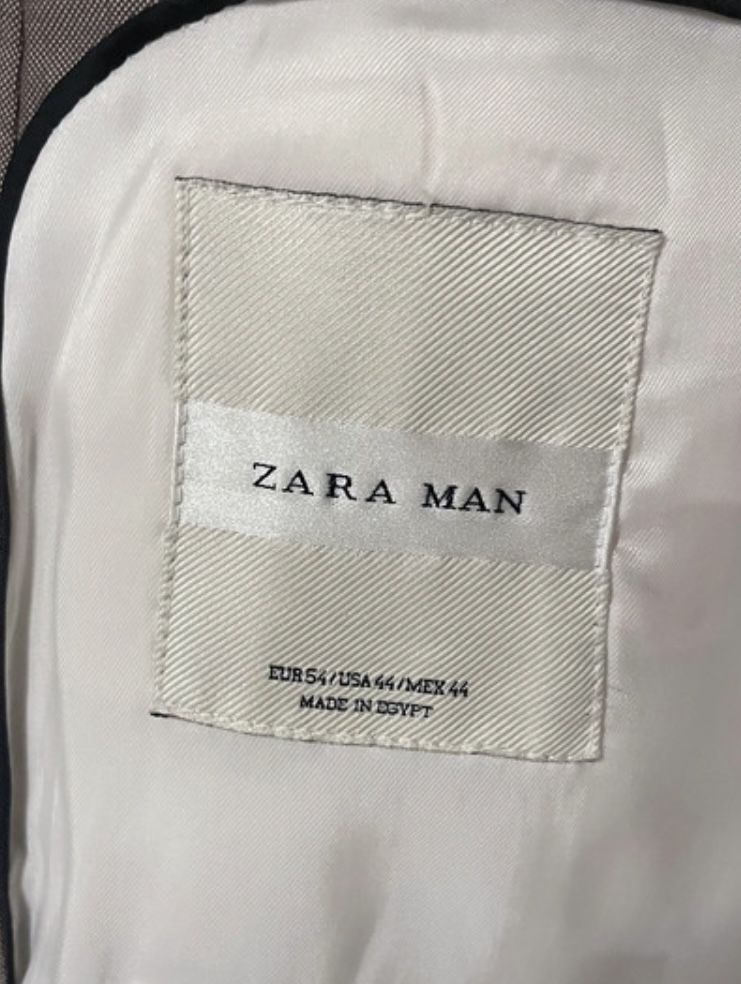 ZARA MAN
EUR 54/USA 44/MEX 44
MADE IN EGYPT